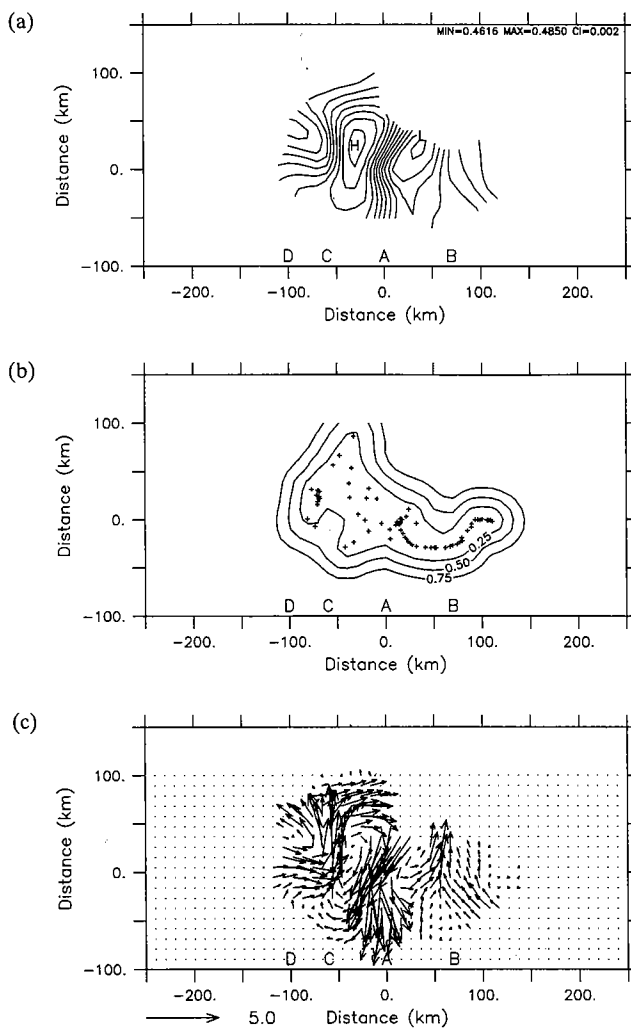 (a)
MIN=0.4616 MAX=0.4850 CI=0.002
100.
0.
-100.
Distance (km)
H
L
D C A B
-200. -100. 0. 100. 200.
Distance (km)
(b)
100.
0.
-100.
Distance (km)
0.25
0.50
0.75
D C A B
-200. -100. 0. 100. 200.
Distance (km)
(c)
100.
0.
-100.
Distance (km)
D C A B
-200. -100. 0. 100. 200.
5.0
Distance (km)